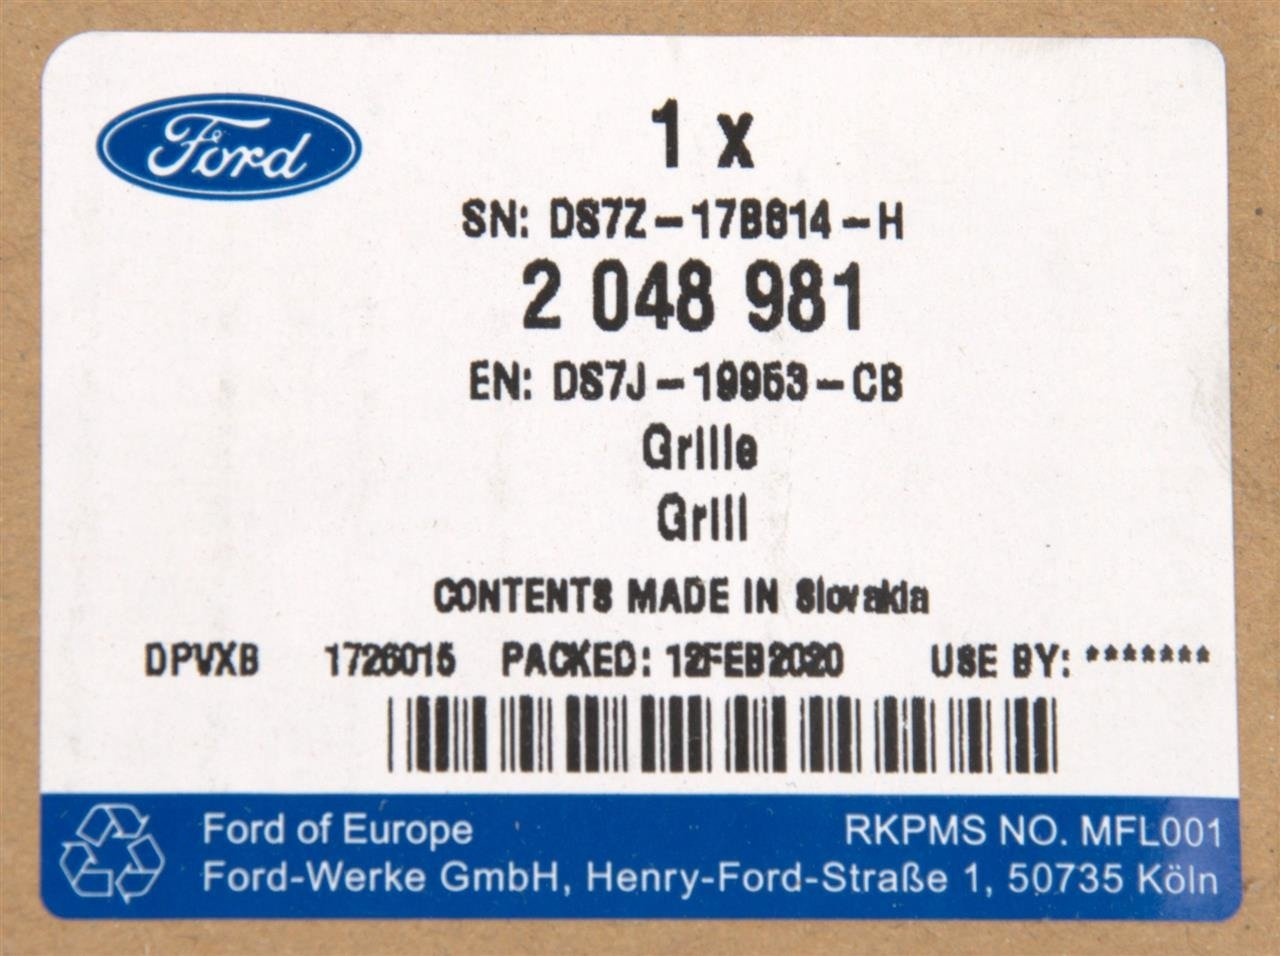 Ford
1 x
SN: DS7Z-17B814-H
2 048 981
EN: DS7J-19953-CB
Grille
Grill
CONTENTS MADE IN Slovakia
DPVXB 1726015 PACKED: 12FEB2020 USE BY: *******
Ford of Europe RKPMS NO. MFL001
Ford-Werke GmbH, Henry-Ford-Straße 1, 50735 Köln